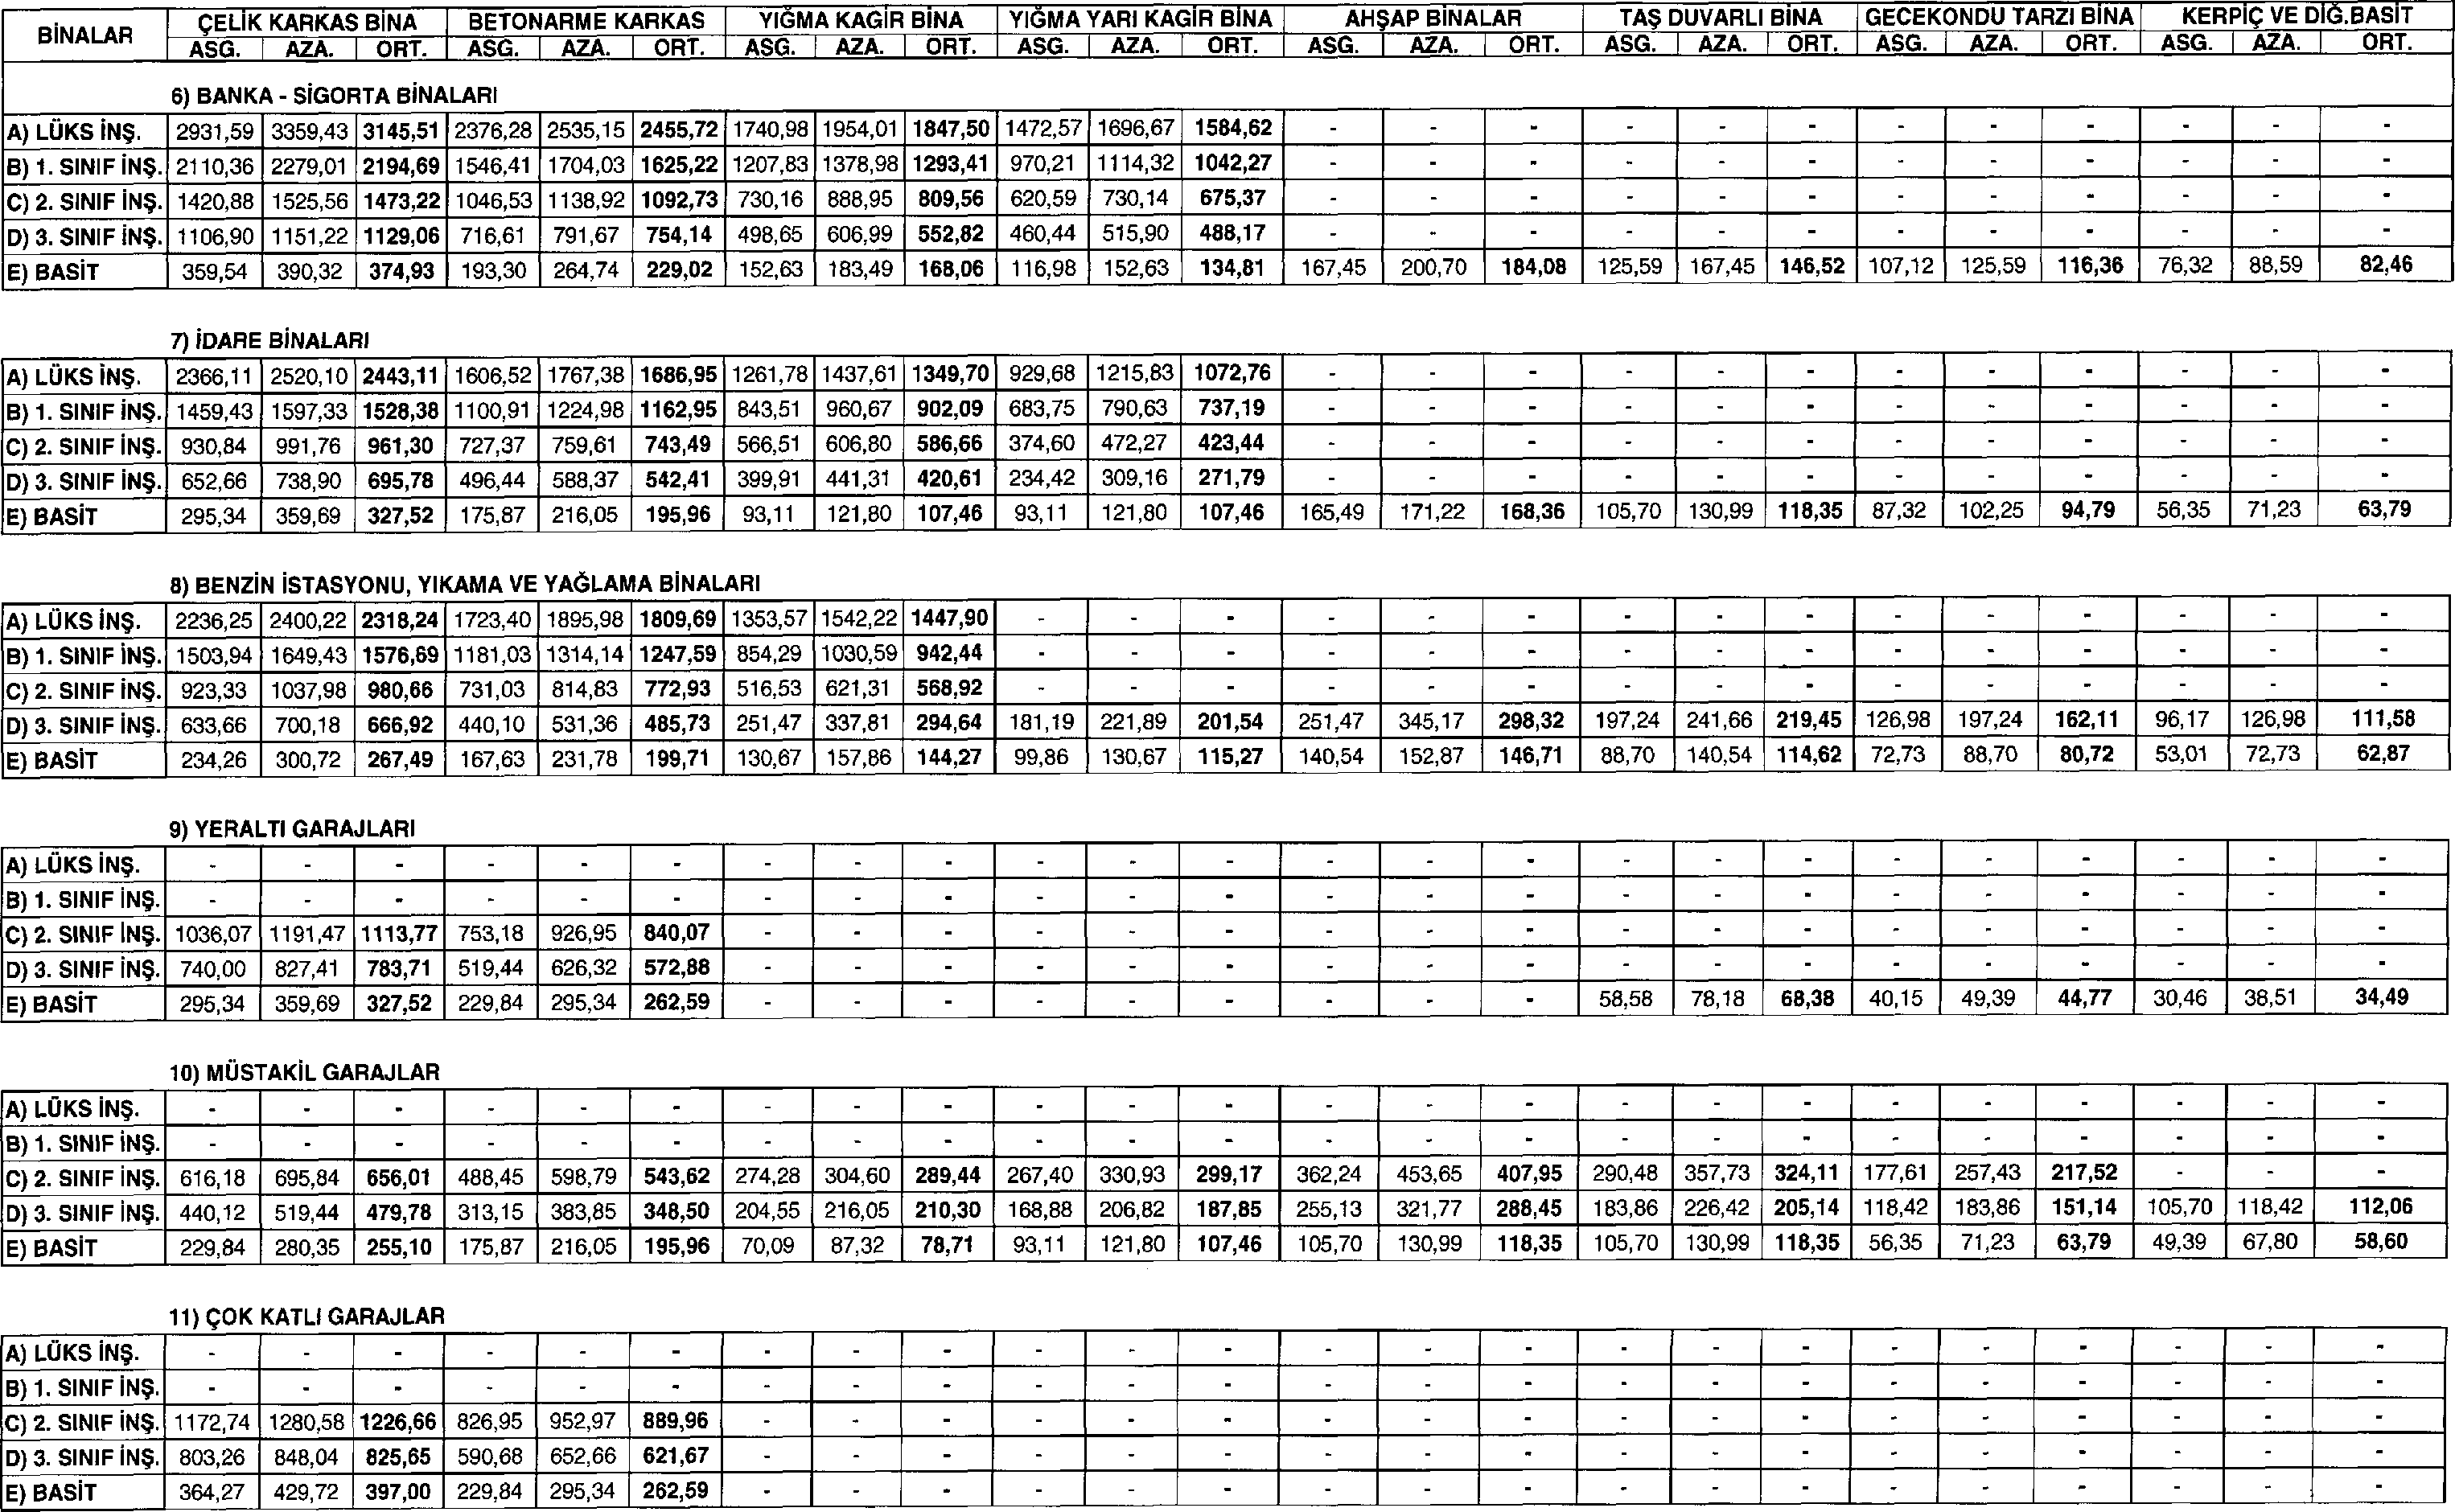 BİNALAR ÇELİK KARKAS BİNA BETONARME KARKAS YIĞMA KAGİR BİNA YIĞMA YARI KAGİR BİNA AHŞAP BİNALAR TAŞ DUVARLI BİNA GECEKONDU TARZI BİNA KERPİÇ VE DİĞ.BASİT
ASG. AZA. ORT. ASG. AZA. ORT. ASG. AZA. ORT. ASG. AZA. ORT. ASG. AZA. ORT. ASG. AZA. ORT. ASG. AZA. ORT. ASG. AZA. ORT.
6) BANKA - SİGORTA BİNALARI
A) LÜKS İNŞ. 2931,59 3359,43 3145,51 2376,28 2535,15 2455,72 1740,98 1954,01 1847,50 1472,57 1696,67 1584,62 - - - - - - - - - - - -
B) 1. SINIF İNŞ. 2110,36 2279,01 2194,69 1546,41 1704,03 1625,22 1207,83 1378,98 1293,41 970,21 1114,32 1042,27 - - - - - - - - - - - -
C) 2. SINIF İNŞ. 1420,88 1525,56 1473,22 1046,53 1138,92 1092,73 730,16 888,95 809,56 620,59 730,14 675,37 - - - - - - - - - - - -
D) 3. SINIF İNŞ. 1106,90 1151,22 1129,06 716,61 791,67 754,14 498,65 606,99 552,82 460,44 515,90 488,17 - - - - - - - - - - - -
E) BASİT 359,54 390,32 374,93 193,30 264,74 229,02 152,63 183,49 168,06 116,98 152,63 134,81 167,45 200,70 184,08 125,59 167,45 146,52 107,12 125,59 116,36 76,32 88,59 82,46
7) İDARE BİNALARI
A) LÜKS İNŞ. 2366,11 2520,10 2443,11 1606,52 1767,38 1686,95 1261,78 1437,61 1349,70 929,68 1215,83 1072,76 - - - - - - - - - - - -
B) 1. SINIF İNŞ. 1459,43 1597,33 1528,38 1100,91 1224,98 1162,95 843,51 960,67 902,09 683,75 790,63 737,19 - - - - - - - - - - - -
C) 2. SINIF İNŞ. 930,84 991,76 961,30 727,37 759,61 743,49 566,51 606,80 586,66 374,60 472,27 423,44 - - - - - - - - - - - -
D) 3. SINIF İNŞ. 652,66 738,90 695,78 496,44 588,37 542,41 399,91 441,31 420,61 234,42 309,16 271,79 - - - - - - - - - - - -
E) BASİT 295,34 359,69 327,52 175,87 216,05 195,96 93,11 121,80 107,46 93,11 121,80 107,46 165,49 171,22 168,36 105,70 130,99 118,35 87,32 102,25 94,79 56,35 71,23 63,79
8) BENZİN İSTASYONU, YIKAMA VE YAĞLAMA BİNALARI
A) LÜKS İNŞ. 2236,25 2400,22 2318,24 1723,40 1895,98 1809,69 1353,57 1542,22 1447,90 - - - - - - - - - - - - - - -
B) 1. SINIF İNŞ. 1503,94 1649,43 1576,69 1181,03 1314,14 1247,59 854,29 1030,59 942,44 - - - - - - - - - - - - - - -
C) 2. SINIF İNŞ. 923,33 1037,98 980,66 731,03 814,83 772,93 516,53 621,31 568,92 - - - - - - - - - - - - - - -
D) 3. SINIF İNŞ. 633,66 700,18 666,92 440,10 531,36 485,73 251,47 337,81 294,64 181,19 221,89 201,54 251,47 345,17 298,32 197,24 241,66 219,45 126,98 197,24 162,11 96,17 126,98 111,58
E) BASİT 234,26 300,72 267,49 167,63 231,78 199,71 130,67 157,86 144,27 99,86 130,67 115,27 140,54 152,87 146,71 88,70 140,54 114,62 72,73 88,70 80,72 53,01 72,73 62,87
9) YERALTI GARAJLARI
A) LÜKS İNŞ. - - - - - - - - - - - - - - - - - - - - - - - -
B) 1. SINIF İNŞ. - - - - - - - - - - - - - - - - - - - - - - - -
C) 2. SINIF İNŞ. 1036,07 1191,47 1113,77 753,18 926,95 840,07 - - - - - - - - - - - - - - - - - -
D) 3. SINIF İNŞ. 740,00 827,41 783,71 519,44 626,32 572,88 - - - - - - - - - - - - - - - - - -
E) BASİT 295,34 359,69 327,52 229,84 295,34 262,59 - - - - - - - - - 58,58 78,18 68,38 40,15 49,39 44,77 30,46 38,51 34,49
10) MÜSTAKİL GARAJLAR
A) LÜKS İNŞ. - - - - - - - - - - - - - - - - - - - - - - - -
B) 1. SINIF İNŞ. - - - - - - - - - - - - - - - - - - - - - - - -
C) 2. SINIF İNŞ. 616,18 695,84 656,01 488,45 598,79 543,62 274,28 304,60 289,44 267,40 330,93 299,17 362,24 453,65 407,95 290,48 357,73 324,11 177,61 257,43 217,52 - - -
D) 3. SINIF İNŞ. 440,12 519,44 479,78 313,15 383,85 348,50 204,55 216,05 210,30 168,88 206,82 187,85 255,13 321,77 288,45 183,86 226,42 205,14 118,42 183,86 151,14 105,70 118,42 112,06
E) BASİT 229,84 280,35 255,10 175,87 216,05 195,96 70,09 87,32 78,71 93,11 121,80 107,46 105,70 130,99 118,35 105,70 130,99 118,35 56,35 71,23 63,79 49,39 67,80 58,60
11) ÇOK KATLI GARAJLAR
A) LÜKS İNŞ. - - - - - - - - - - - - - - - - - - - - - - - -
B) 1. SINIF İNŞ. - - - - - - - - - - - - - - - - - - - - - - - -
C) 2. SINIF İNŞ. 1172,74 1280,58 1226,66 826,95 952,97 889,96 - - - - - - - - - - - - - - - - - -
D) 3. SINIF İNŞ. 803,26 848,04 825,65 590,68 652,66 621,67 - - - - - - - - - - - - - - - - - -
E) BASİT 364,27 429,72 397,00 229,84 295,34 262,59 - - - - - - - - - - - - - - - - - -